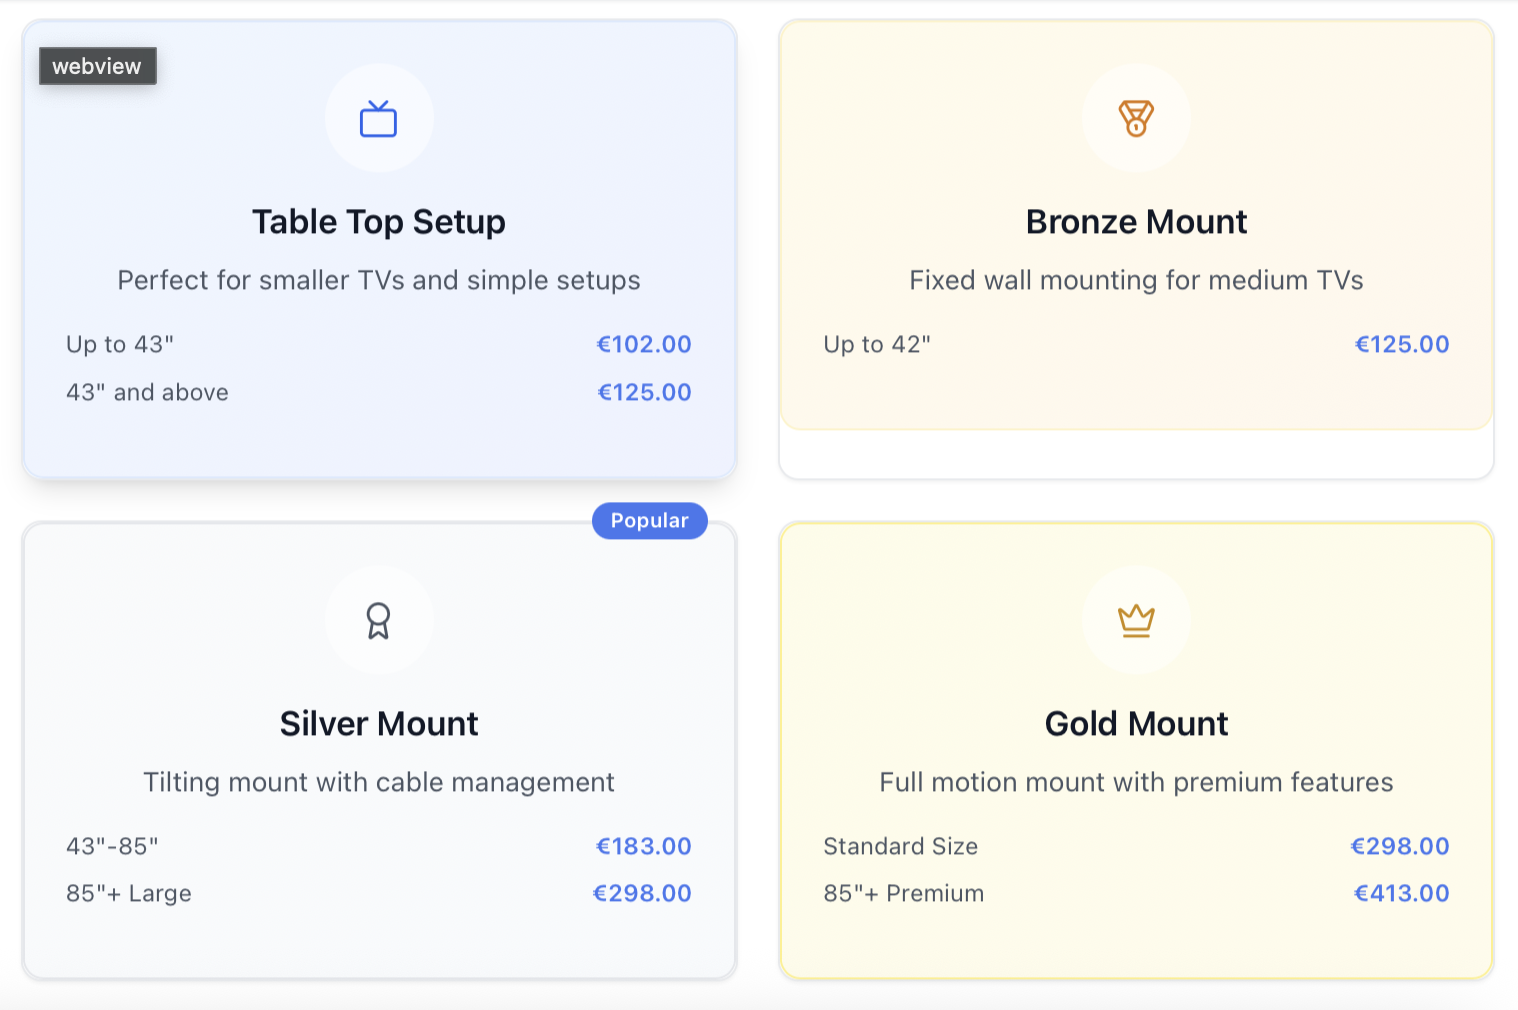 webview
Table Top Setup
Perfect for smaller TVs and simple setups
Up to 43" €102.00
43" and above €125.00
Bronze Mount
Fixed wall mounting for medium TVs
Up to 42" €125.00
Popular
Silver Mount
Tilting mount with cable management
43"-85" €183.00
85"+ Large €298.00
Gold Mount
Full motion mount with premium features
Standard Size €298.00
85"+ Premium €413.00